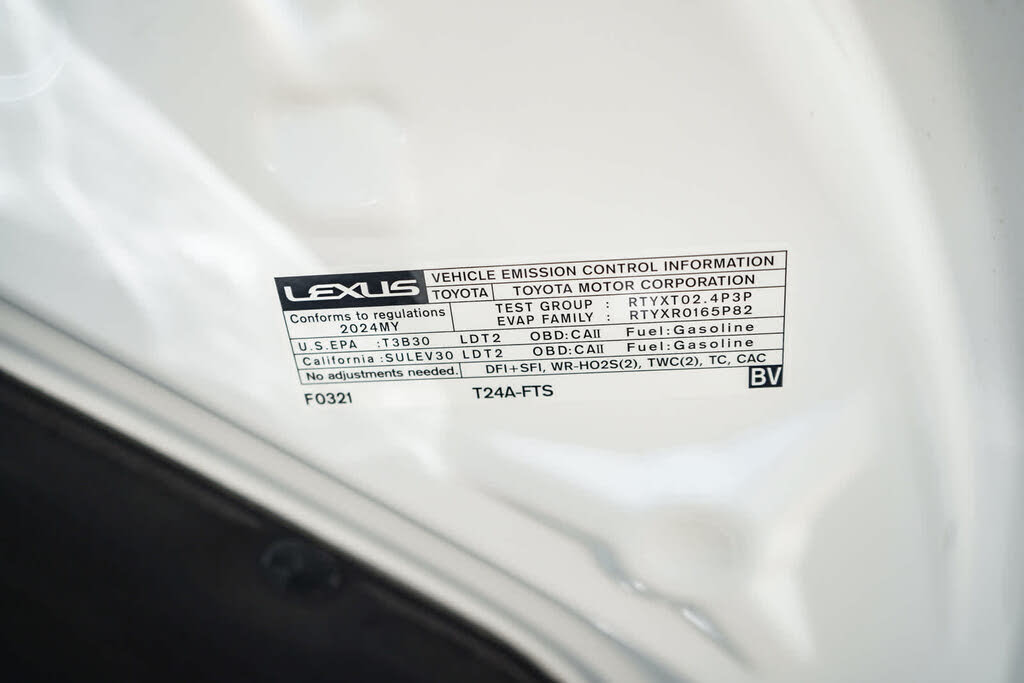 LEXUS VEHICLE EMISSION CONTROL INFORMATION
TOYOTA TOYOTA MOTOR CORPORATION
Conforms to regulations
2024MY
TEST GROUP : RTYXT02.4P3P
EVAP FAMILY : RTYXR0165P82
U.S.EPA :T3B30 LDT2 OBD:CAII Fuel:Gasoline
California :SULEV30 LDT2 OBD:CAII Fuel:Gasoline
No adjustments needed. DFI+SFI, WR-HO2S(2), TWC(2), TC, CAC
F0321 T24A-FTS BV